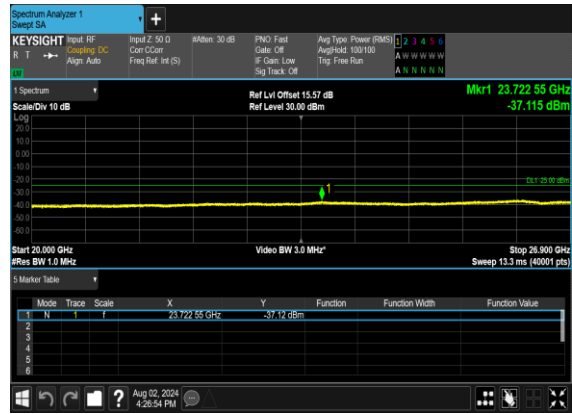 Spectrum Analyzer 1
Swept SA
+
KEYSIGHT Input: RF Input Z: 50 Ω #Atten: 30 dB PNO: Fast Avg Type: Power (RMS) 1 2 3 4 5 6
R T Coupling: DC Corr CCorr Gate: Off Avg|Hold: 100/100 A W W W W W
Align: Auto Freq Ref: Int (S) IF Gain: Low Trig: Free Run A N N N N N
Sig Track: Off
1 Spectrum Ref Lvl Offset 15.57 dB Mkr1 23.722 55 GHz
Scale/Div 10 dB Ref Level 30.00 dBm -37.115 dBm
Log
20.0
10.0
0.00
-10.0
-20.0
DL1 -25.00 dBm
-30.0
1
-40.0
-50.0
-60.0
Start 20.000 GHz Video BW 3.0 MHz* Stop 26.900 GHz
#Res BW 1.0 MHz Sweep 13.3 ms (40001 pts)
5 Marker Table
Mode Trace Scale X Y Function Function Width Function Value
1 N 1 f 23.722 55 GHz -37.12 dBm
2
3
4
5
6
? Aug 02, 2024
4:26:54 PM